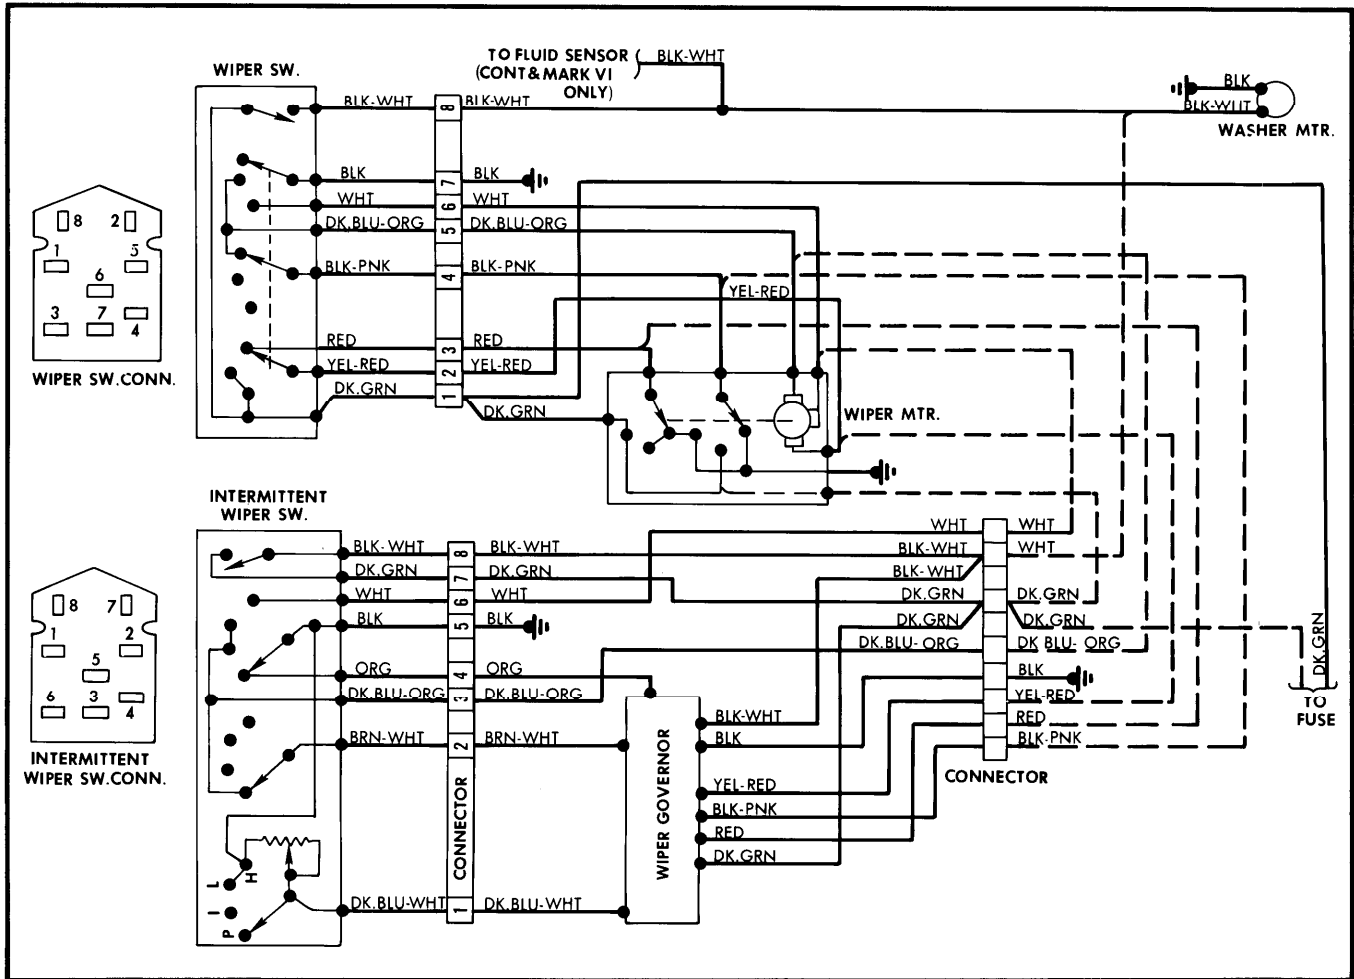 TO FLUID SENSOR
(CONT&MARK VI
ONLY)
BLK-WHT
WIPER SW.
BLK-WHT 8 BLK-WHT
BLK
BLK-WHT
WASHER MTR.
BLK 7 BLK
WHT 6 WHT
DK.BLU-ORG 5 DK.BLU-ORG
BLK-PNK 4 BLK-PNK
YEL-RED
RED 3 RED
YEL-RED 2 YEL-RED
DK.GRN 1
DK.GRN
WIPER MTR.
8 2
1 5
6
3 7 4
WIPER SW.CONN.
INTERMITTENT
WIPER SW.
BLK-WHT 8 BLK-WHT
DK.GRN 7 DK.GRN
WHT 6 WHT
BLK 5 BLK
ORG 4 ORG
DK.BLU-ORG 3 DK.BLU-ORG
BRN-WHT 2 BRN-WHT
CONNECTOR
DK.BLU-WHT 1 DK.BLU-WHT
L
H
I
P
8 7
1 2
5
6 3 4
INTERMITTENT
WIPER SW.CONN.
WIPER GOVERNOR
BLK-WHT
BLK
YEL-RED
BLK-PNK
RED
DK.GRN
WHT WHT
BLK-WHT WHT
BLK-WHT
DK.GRN DK.GRN
DK.GRN DK.GRN
DK.BLU-ORG DK BLU-ORG
BLK
YEL-RED
RED
BLK-PNK
CONNECTOR
DK.GRN
TO
FUSE